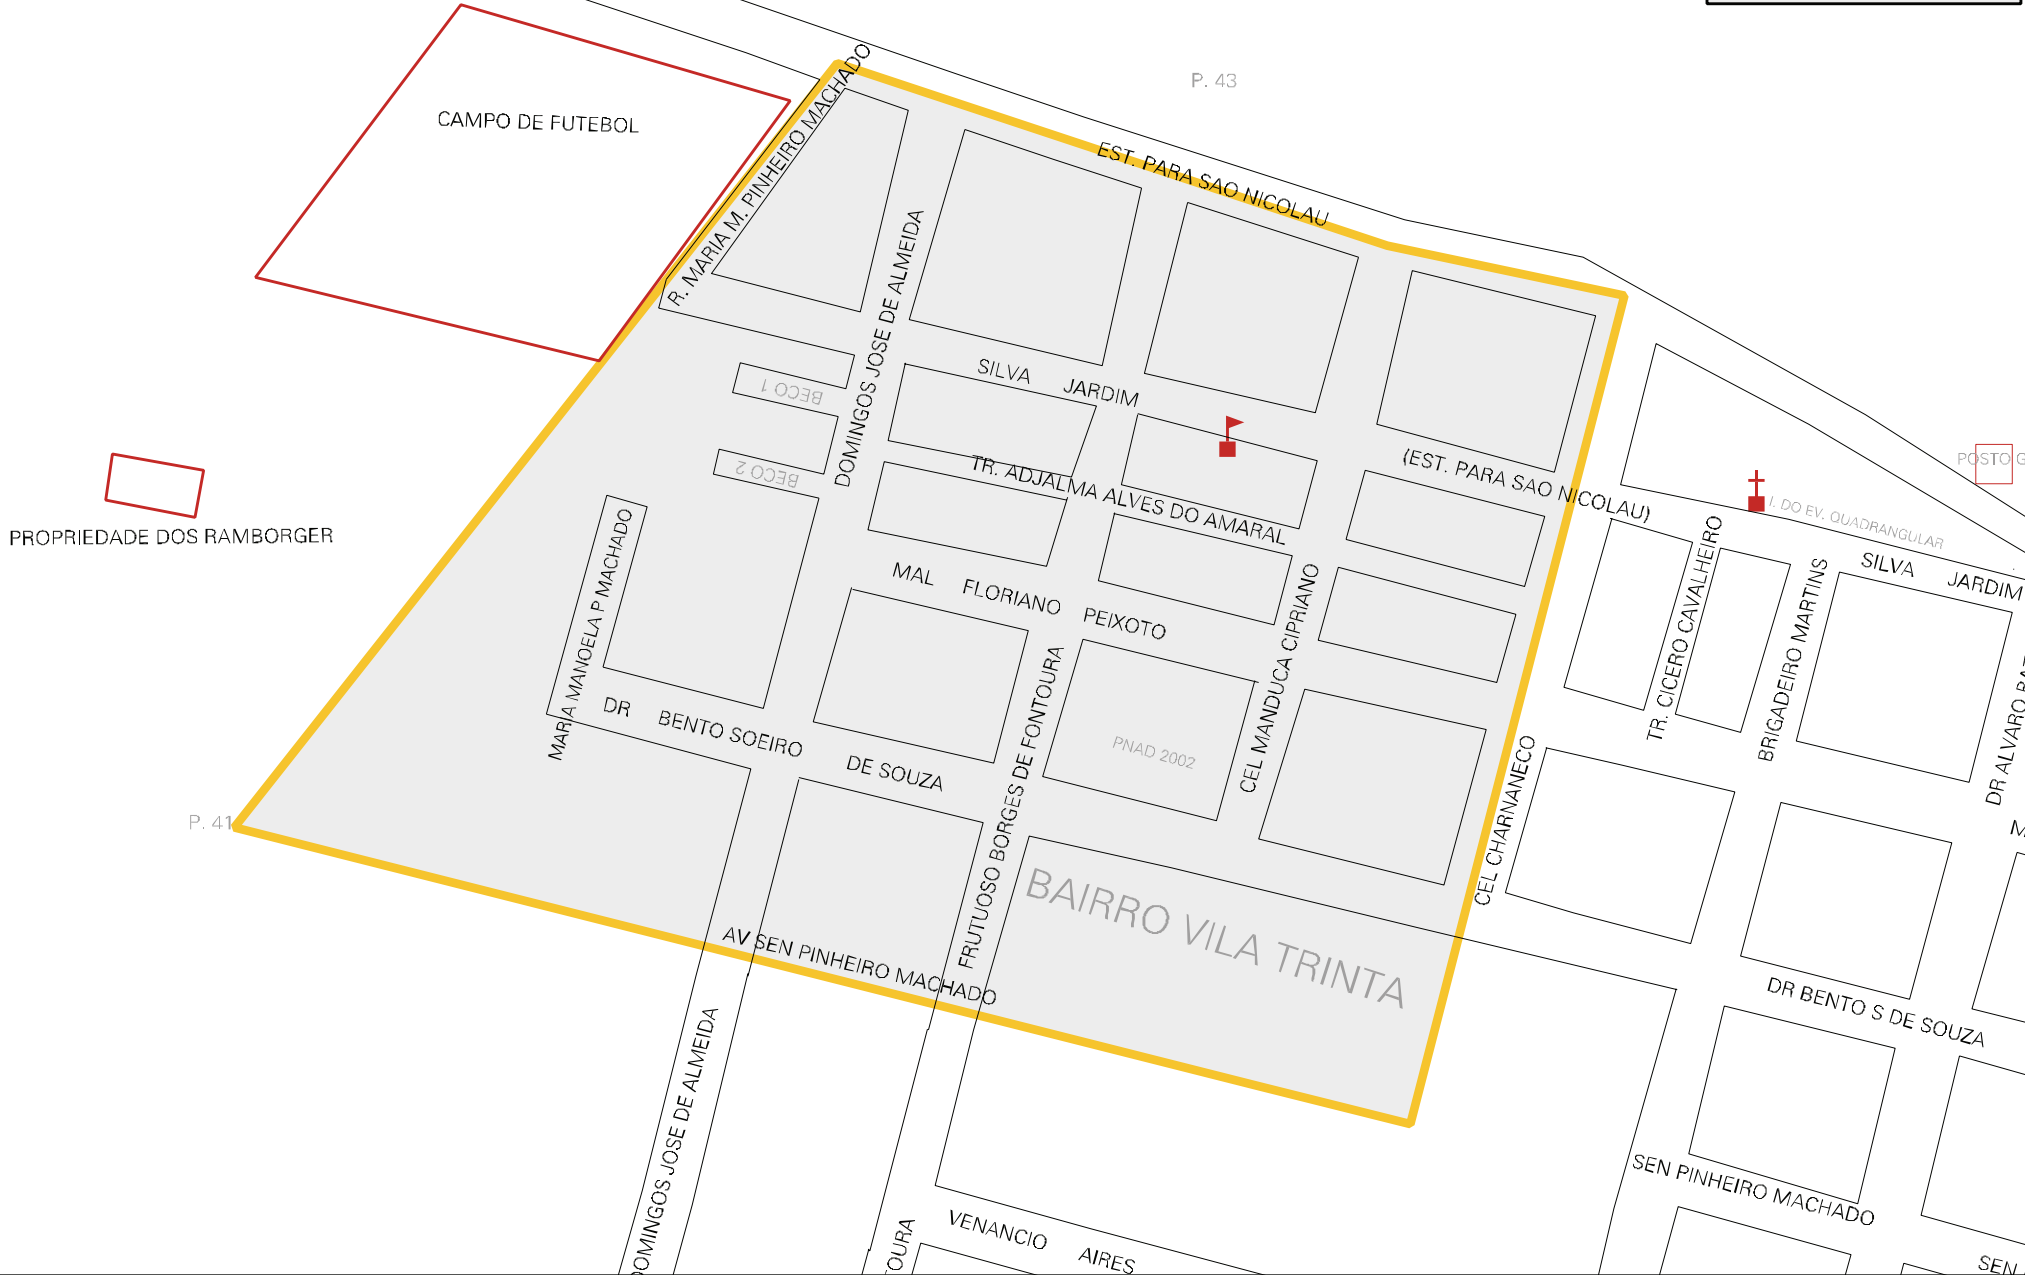 P. 43
CAMPO DE FUTEBOL
R. MARIA M. PINHEIRO MACHADO
EST. PARA SAO NICOLAU
DOMINGOS JOSE DE ALMEIDA
SILVA JARDIM
BECO 1
BECO 2
TR. ADJALMA ALVES DO AMARAL
(EST. PARA SAO NICOLAU)
POSTO G
I. DO EV. QUADRANGULAR
SILVA JARDIM
PROPRIEDADE DOS RAMBORGER
MARIA MANOELA P MACHADO
MAL FLORIANO PEIXOTO
CEL MANDUCA CIPRIANO
TR. CICERO CAVALHEIRO
BRIGADEIRO MARTINS
DR ALVARO
DR BENTO SOEIRO DE SOUZA
FRUTUOSO BORGES DE FONTOURA
PNAD 2002
CEL CHARNANECO
P. 41
M
BAIRRO VILA TRINTA
AV SEN PINHEIRO MACHADO
DR BENTO S DE SOUZA
DOMINGOS JOSE DE ALMEIDA
SEN PINHEIRO MACHADO
VENANCIO AIRES
TOURA
SEN